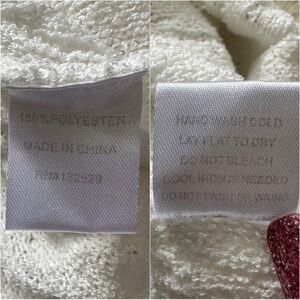 100% POLYESTER
MADE IN CHINA
RN# 132629
HAND WASH COLD
LAY FLAT TO DRY
DO NOT BLEACH
COOL IRON IF NEEDED
DO NOT TWIST OR WRING